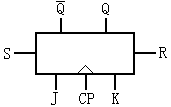 Q̅ Q
S R
J CP K